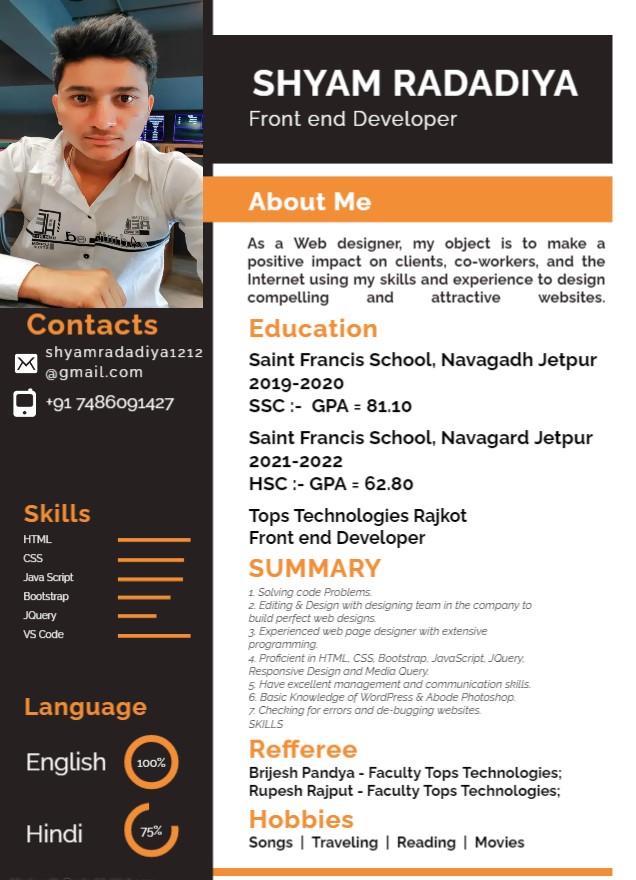 SHYAM RADADIYA
Front end Developer
About Me
As a Web designer, my object is to make a
positive impact on clients, co-workers, and the
Internet using my skills and experience to design
compelling and attractive websites.
Contacts
shyamradadiya1212
@gmail.com
+91 7486091427
Skills
HTML
CSS
Java Script
Bootstrap
JQuery
VS Code
Language
English
100%
Hindi
75%
Education
Saint Francis School, Navagadh Jetpur
2019-2020
SSC :-  GPA = 81.10
Saint Francis School, Navagard Jetpur
2021-2022
HSC :- GPA = 62.80
Tops Technologies Rajkot
Front end Developer
SUMMARY
1. Solving code Problems.
2. Editing & Design with designing team in the company to
build perfect web designs.
3. Experienced web page designer with extensive
programming.
4. Proficient in HTML, CSS, Bootstrap, JavaScript, JQuery,
Responsive Design and Media Query.
5. Have excellent management and communication skills.
6. Basic Knowledge of WordPress & Abode Photoshop.
7. Checking for errors and de-bugging websites.
SKILLS
Refferee
Brijesh Pandya - Faculty Tops Technologies;
Rupesh Rajput - Faculty Tops Technologies;
Hobbies
Songs | Traveling | Reading | Movies